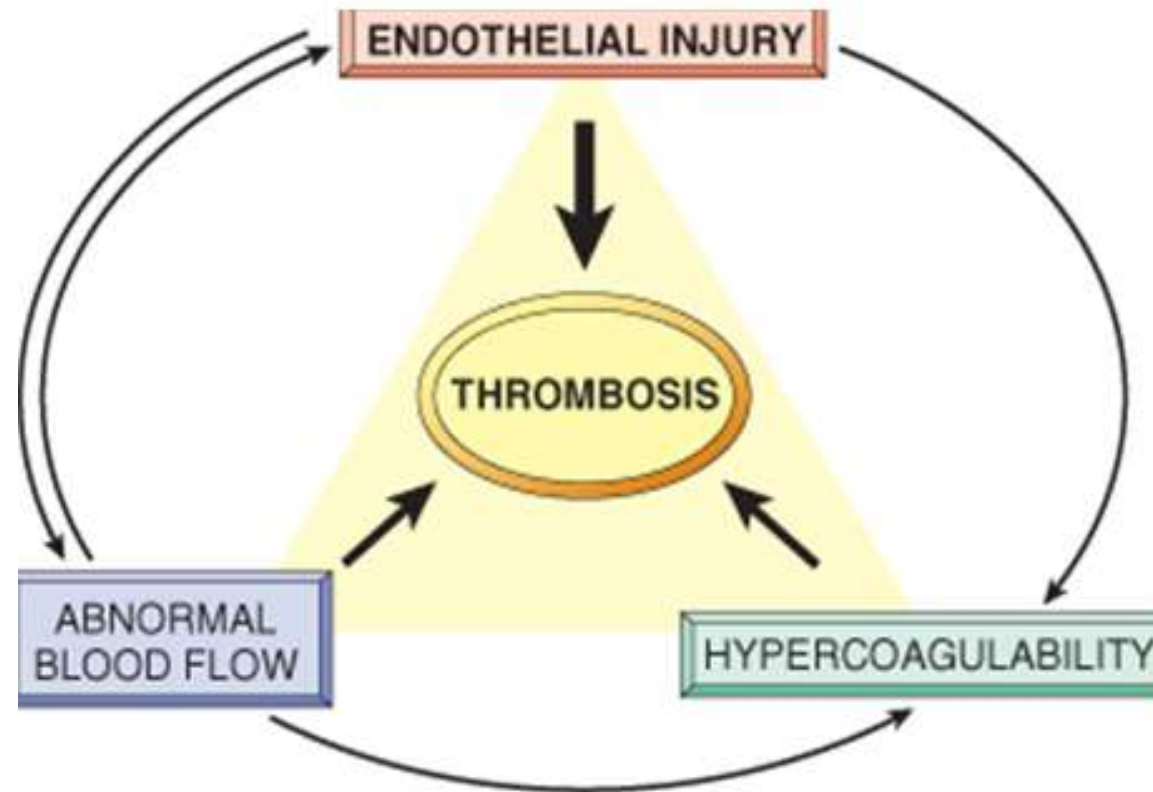 ENDOTHELIAL INJURY
THROMBOSIS
ABNORMAL
BLOOD FLOW
HYPERCOAGULABILITY